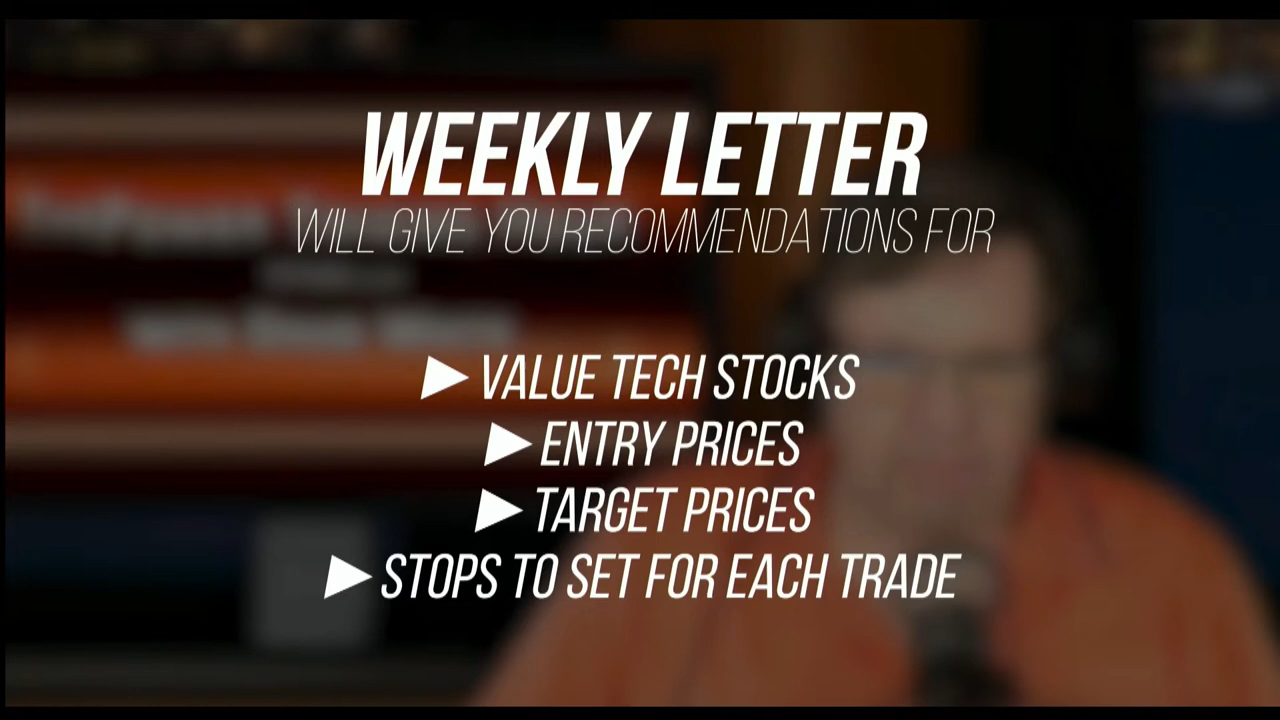 WEEKLY LETTER
WILL GIVE YOU RECOMMENDATIONS FOR
▶ VALUE TECH STOCKS
▶ ENTRY PRICES
▶ TARGET PRICES
▶ STOPS TO SET FOR EACH TRADE